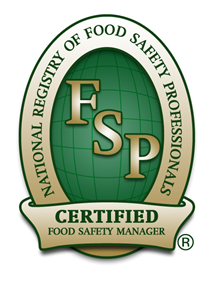 NATIONAL REGISTRY OF FOOD SAFETY PROFESSIONALS
FSP
CERTIFIED
FOOD SAFETY MANAGER
®